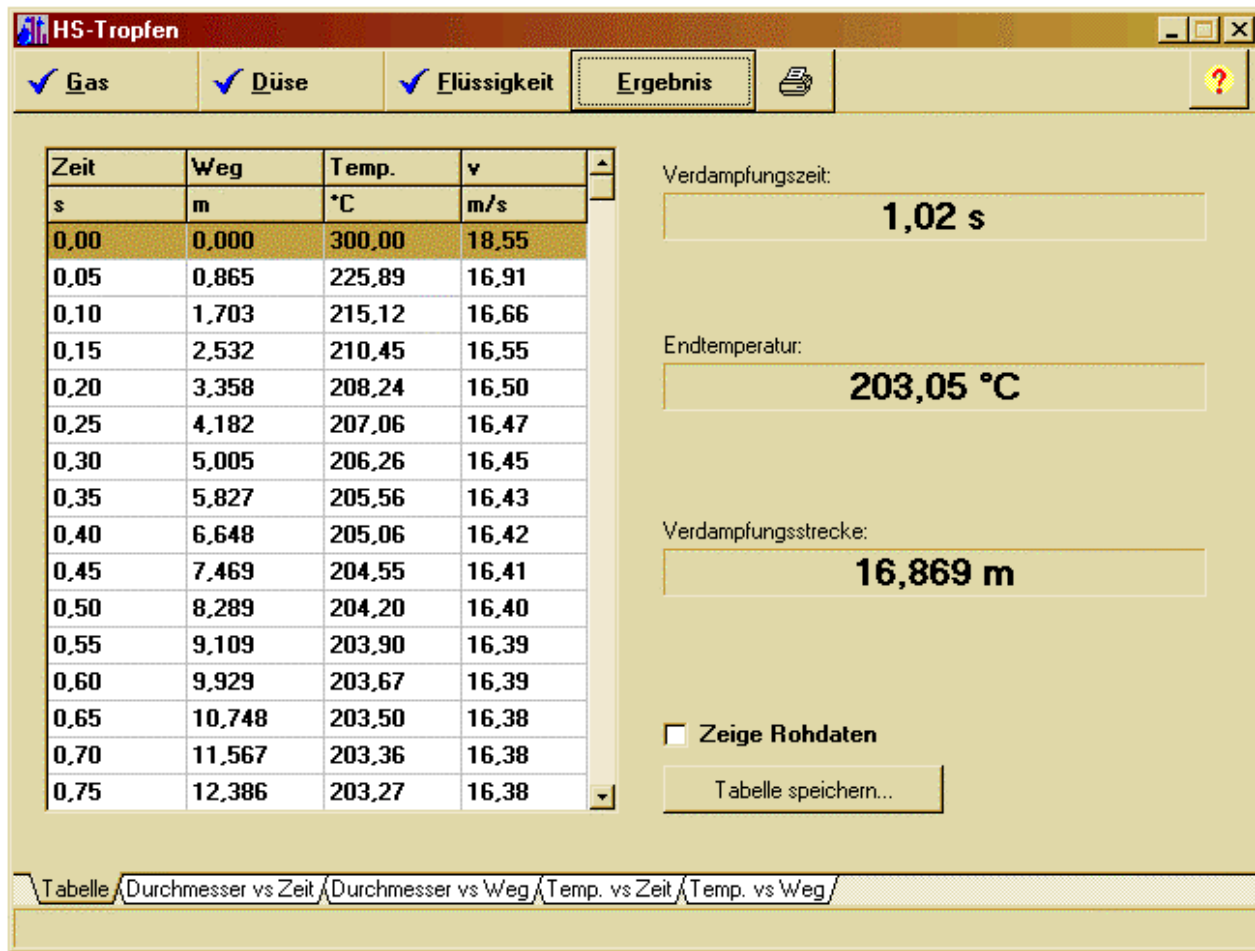 HS-Tropfen
Gas Düse Flüssigkeit Ergebnis ?
Zeit Weg Temp. v
s m °C m/s
0,00 0,000 300,00 18,55
0,05 0,865 225,89 16,91
0,10 1,703 215,12 16,66
0,15 2,532 210,45 16,55
0,20 3,358 208,24 16,50
0,25 4,182 207,06 16,47
0,30 5,005 206,26 16,45
0,35 5,827 205,56 16,43
0,40 6,648 205,06 16,42
0,45 7,469 204,55 16,41
0,50 8,289 204,20 16,40
0,55 9,109 203,90 16,39
0,60 9,929 203,67 16,39
0,65 10,748 203,50 16,38
0,70 11,567 203,36 16,38
0,75 12,386 203,27 16,38
Verdampfungszeit:
1,02 s
Endtemperatur:
203,05 °C
Verdampfungsstrecke:
16,869 m
Zeige Rohdaten
Tabelle speichern...
Tabelle Durchmesser vs Zeit Durchmesser vs Weg Temp. vs Zeit Temp. vs Weg